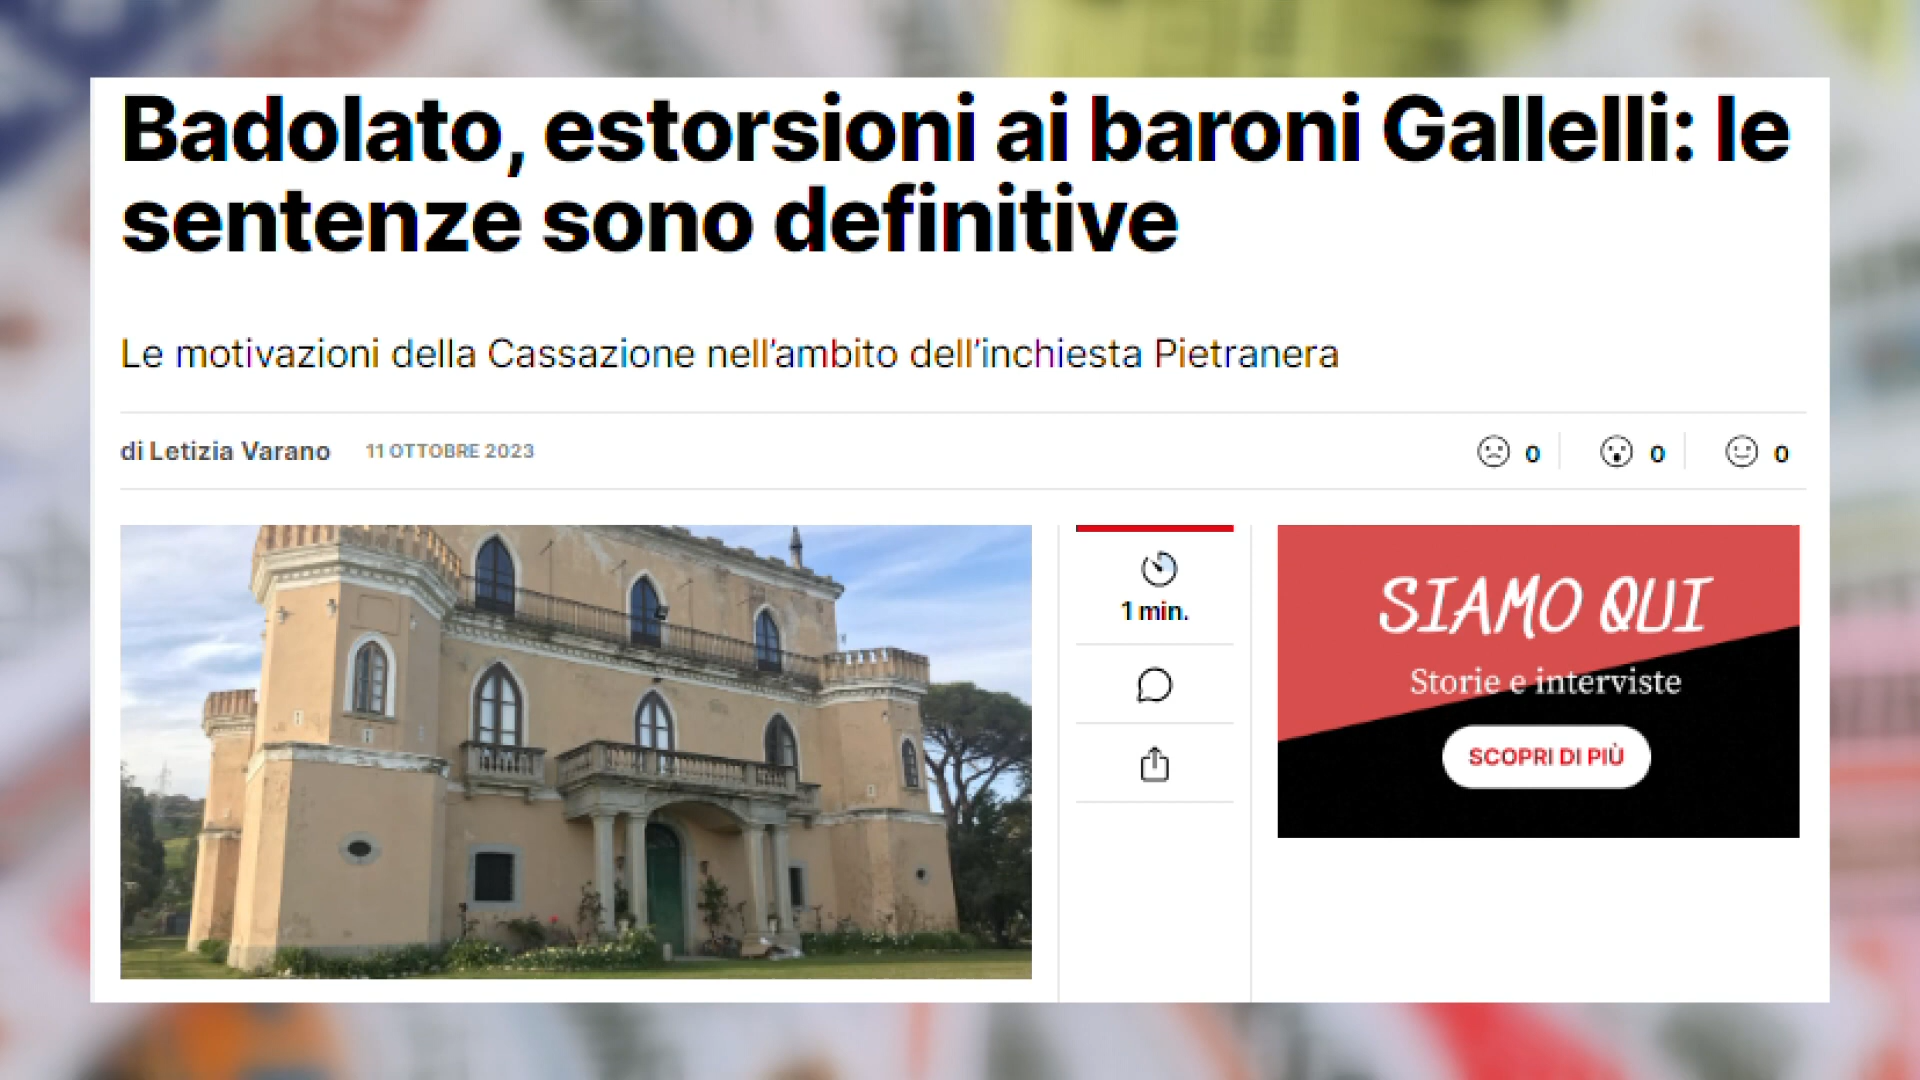 Badolato, estorsioni ai baroni Gallelli: le
sentenze sono definitive
Le motivazioni della Cassazione nell'ambito dell'inchiesta Pietranera
di Letizia Varano 11 OTTOBRE 2023
0 0 0
1 min.
SIAMO QUI
Storie e interviste
SCOPRI DI PIÙ